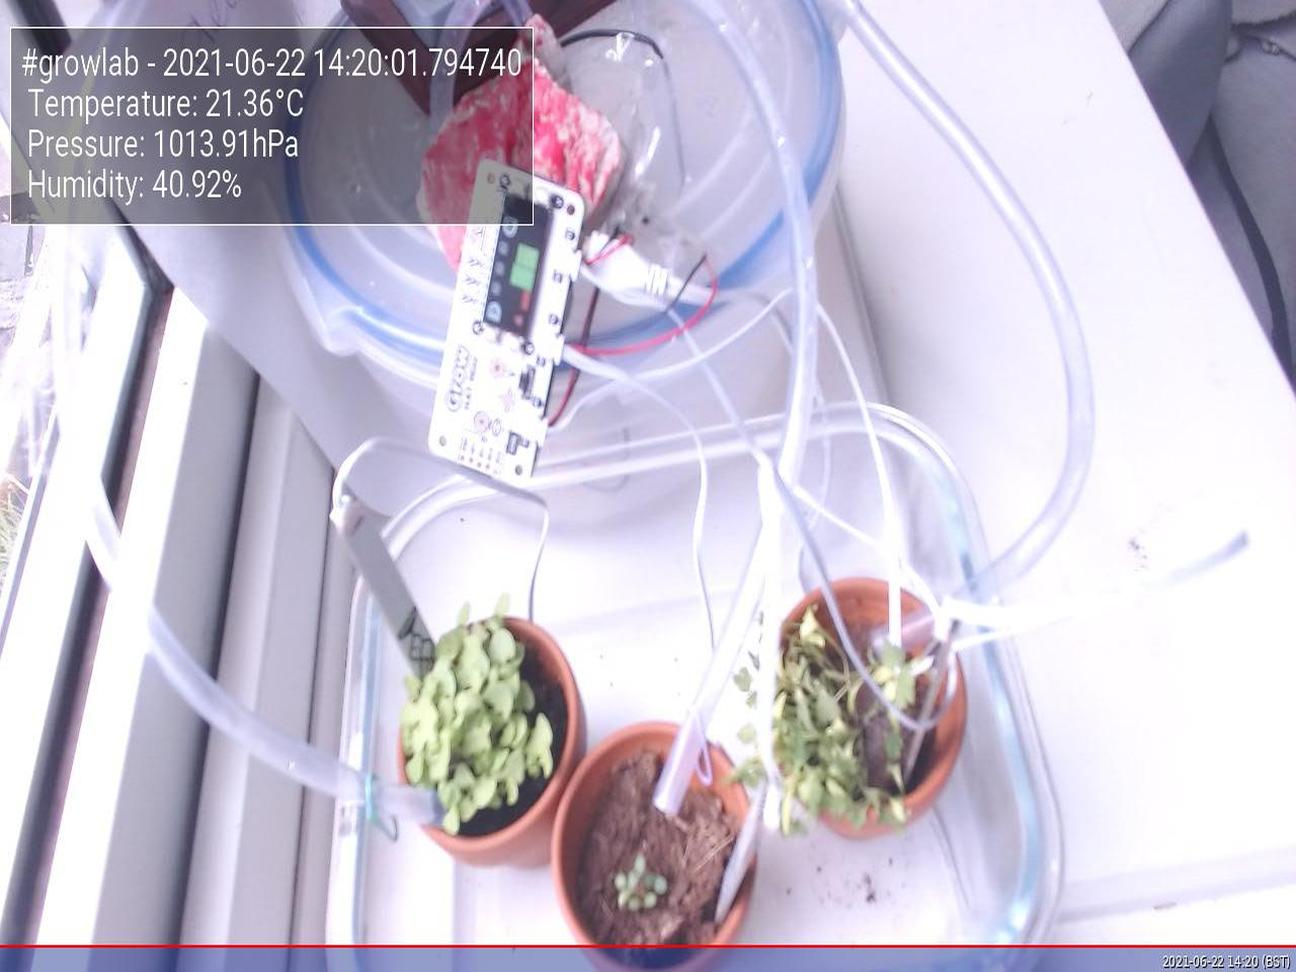 #growlab - 2021-06-22 14:20:01.794740
Temperature: 21.36°C
Pressure: 1013.91hPa
Humidity: 40.92%
GROW
2021-06-22 14:20 (BST)